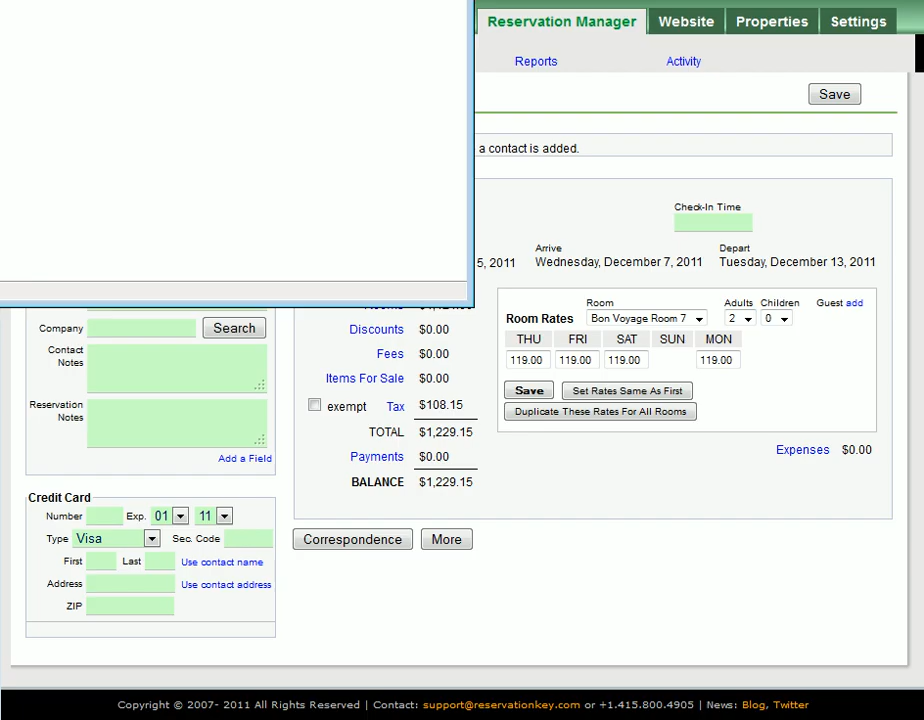 Reservation Manager Website Properties Settings
Reports Activity
Save
a contact is added.
Check-In Time
Arrive Depart
5, 2011 Wednesday, December 7, 2011 Tuesday, December 13, 2011
Company Search
Contact Notes
Reservation Notes
Add a Field
Discounts $0.00
Fees $0.00
Items For Sale $0.00
exempt Tax $108.15
TOTAL $1,229.15
Payments $0.00
BALANCE $1,229.15
Room Adults Children Guest add
Room Rates Bon Voyage Room 7 2 0
THU FRI SAT SUN MON
119.00 119.00 119.00 119.00
Save Set Rates Same As First
Duplicate These Rates For All Rooms
Expenses $0.00
Credit Card
Number Exp. 01 11
Type Visa Sec. Code
First Last Use contact name
Address Use contact address
ZIP
Correspondence More
Copyright © 2007- 2011 All Rights Reserved | Contact: support@reservationkey.com or +1.415.800.4905 | News: Blog, Twitter